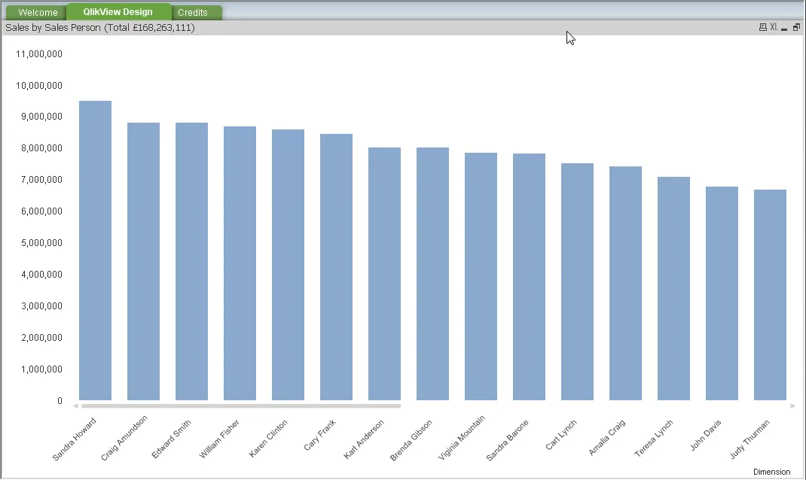 Welcome QlikView Design Credits
Sales by Sales Person (Total £168,263,111) XL
11,000,000
10,000,000
9,000,000
8,000,000
7,000,000
6,000,000
5,000,000
4,000,000
3,000,000
2,000,000
1,000,000
0
Sandra Howard
Craig Amundson
Edward Smith
William Fisher
Karen Clinton
Cary Frank
Karl Anderson
Brenda Gibson
Virginia Mountain
Sandra Barone
Cart Lynch
Amalia Craig
Teresa Lynch
John Davis
Judy Thurman
Dimension